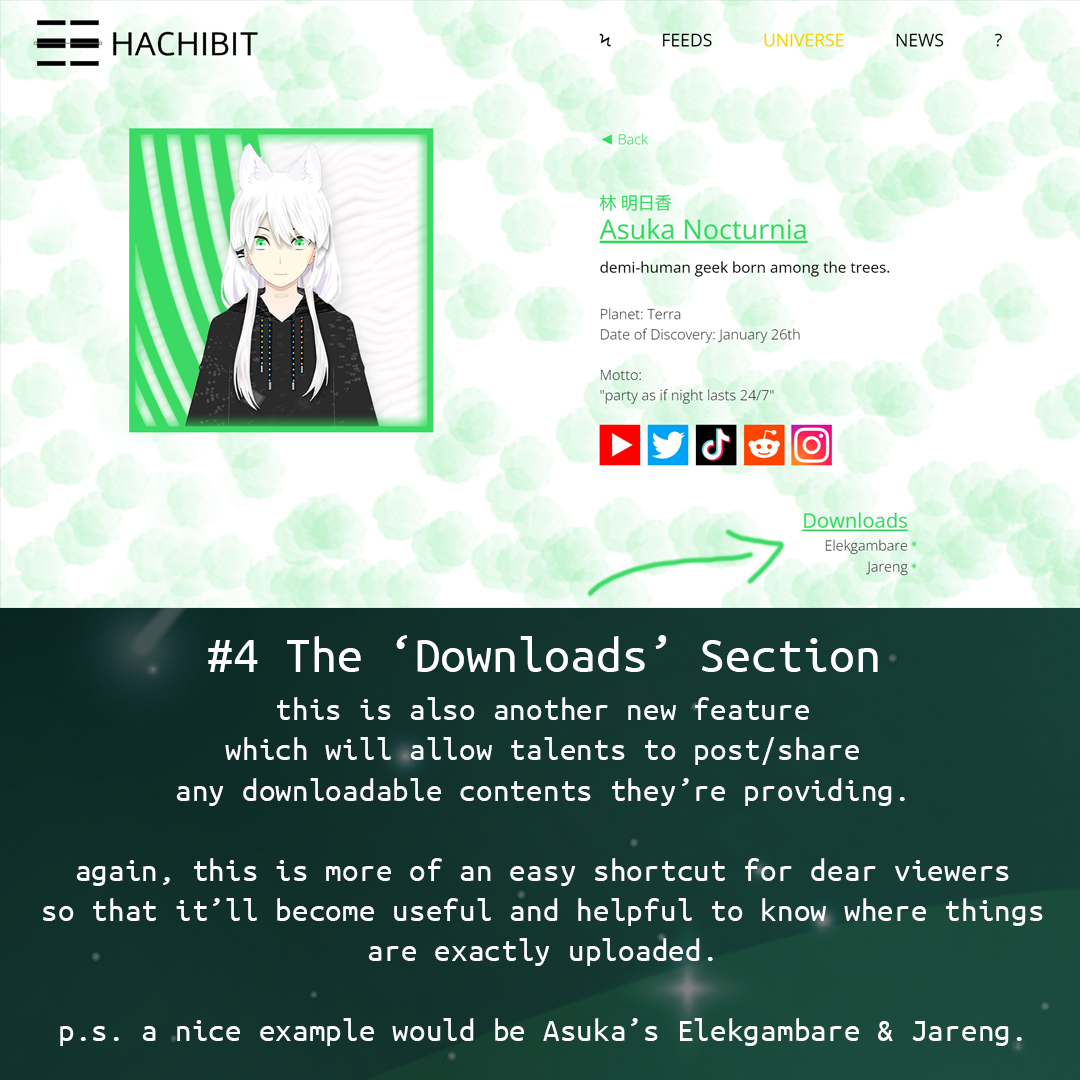 HACHIBIT
FEEDS UNIVERSE NEWS ?
◄ Back
林 明日香
Asuka Nocturnia
demi-human geek born among the trees.
Planet: Terra
Date of Discovery: January 26th
Motto:
"party as if night lasts 24/7"
Downloads
Elekgambare
Jareng
#4 The ‘Downloads’ Section
this is also another new feature
which will allow talents to post/share
any downloadable contents they’re providing.
again, this is more of an easy shortcut for dear viewers
so that it’ll become useful and helpful to know where things
are exactly uploaded.
p.s. a nice example would be Asuka’s Elekgambare & Jareng.